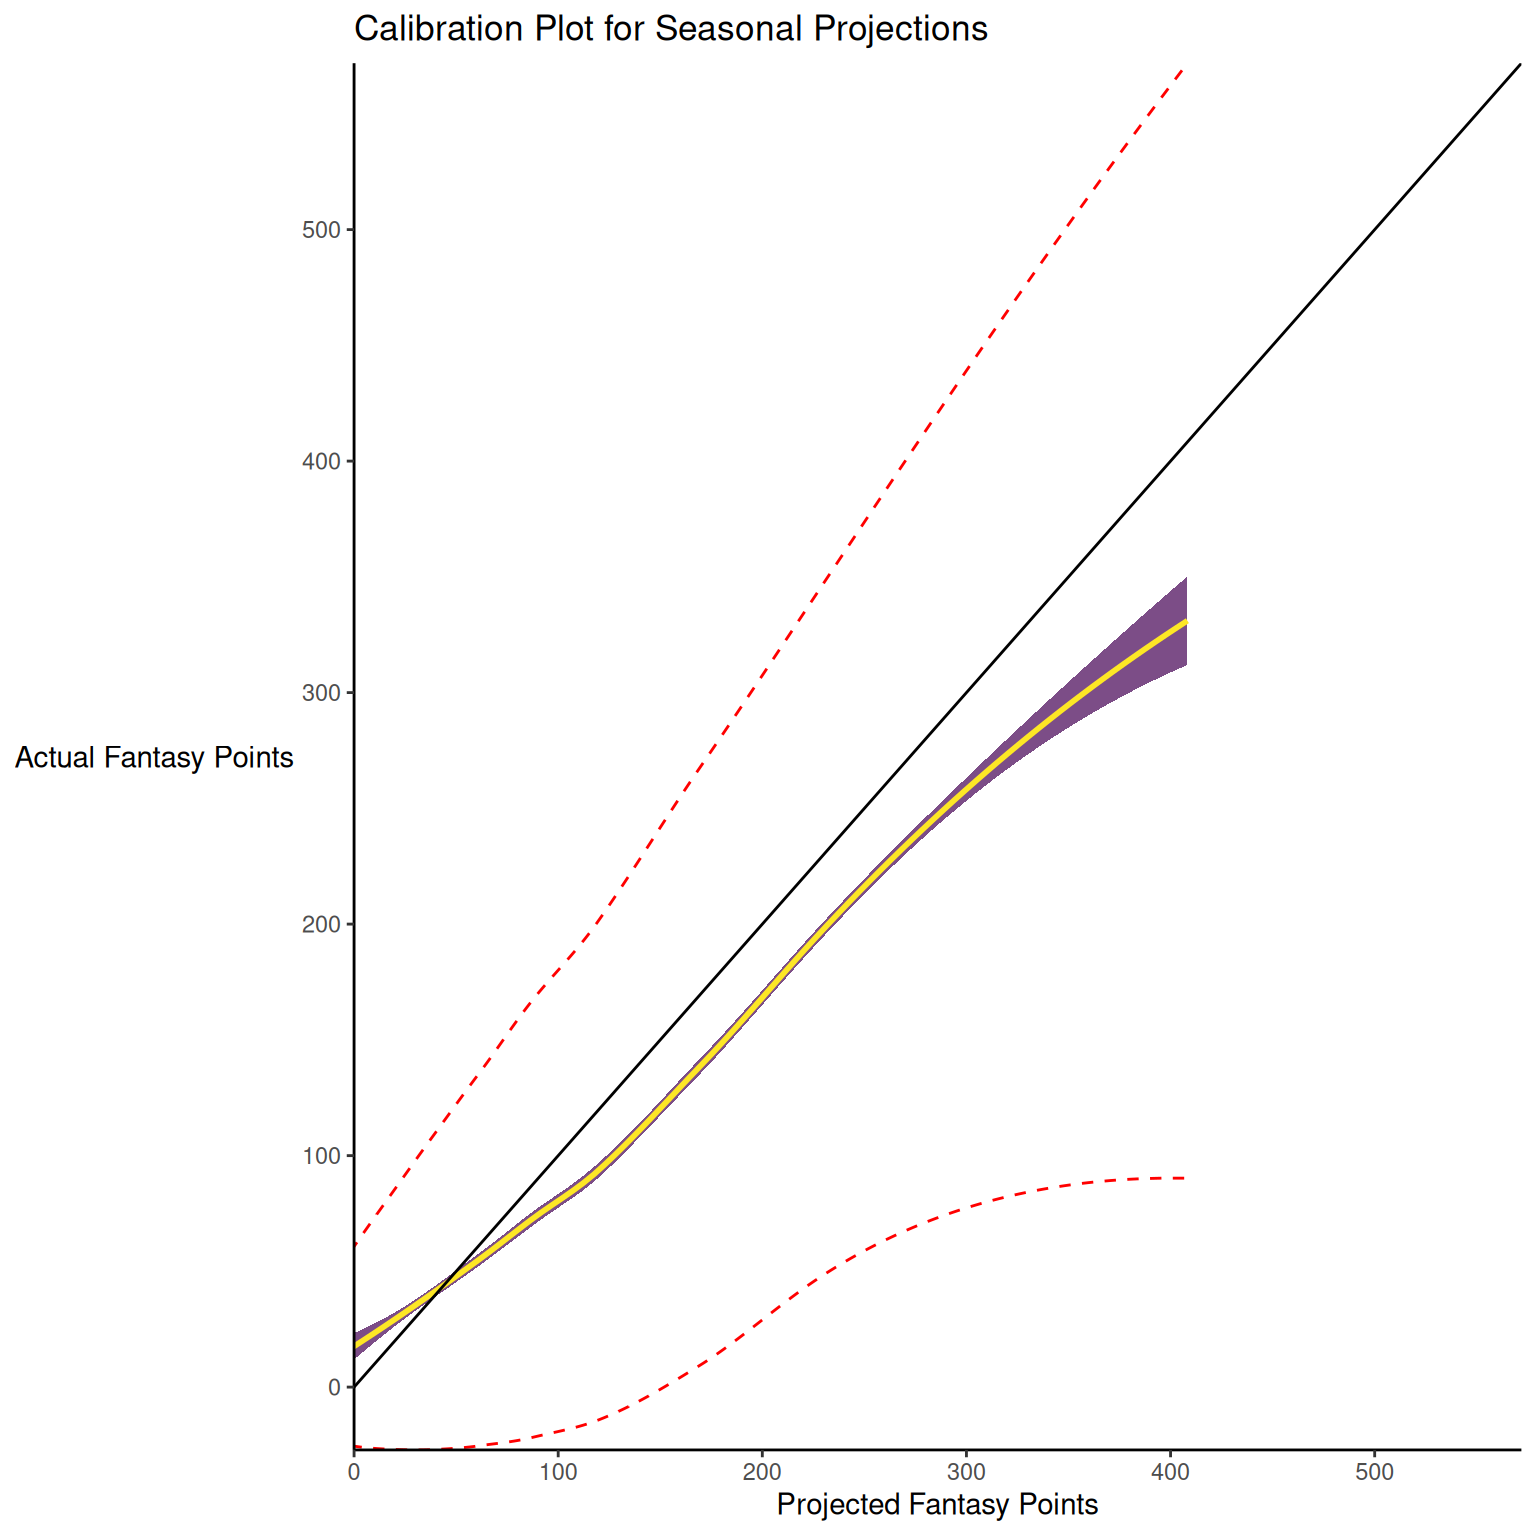 Calibration Plot for Seasonal Projections
500
400
300
Actual Fantasy Points
200
100
0
0 100 200 300 400 500
Projected Fantasy Points